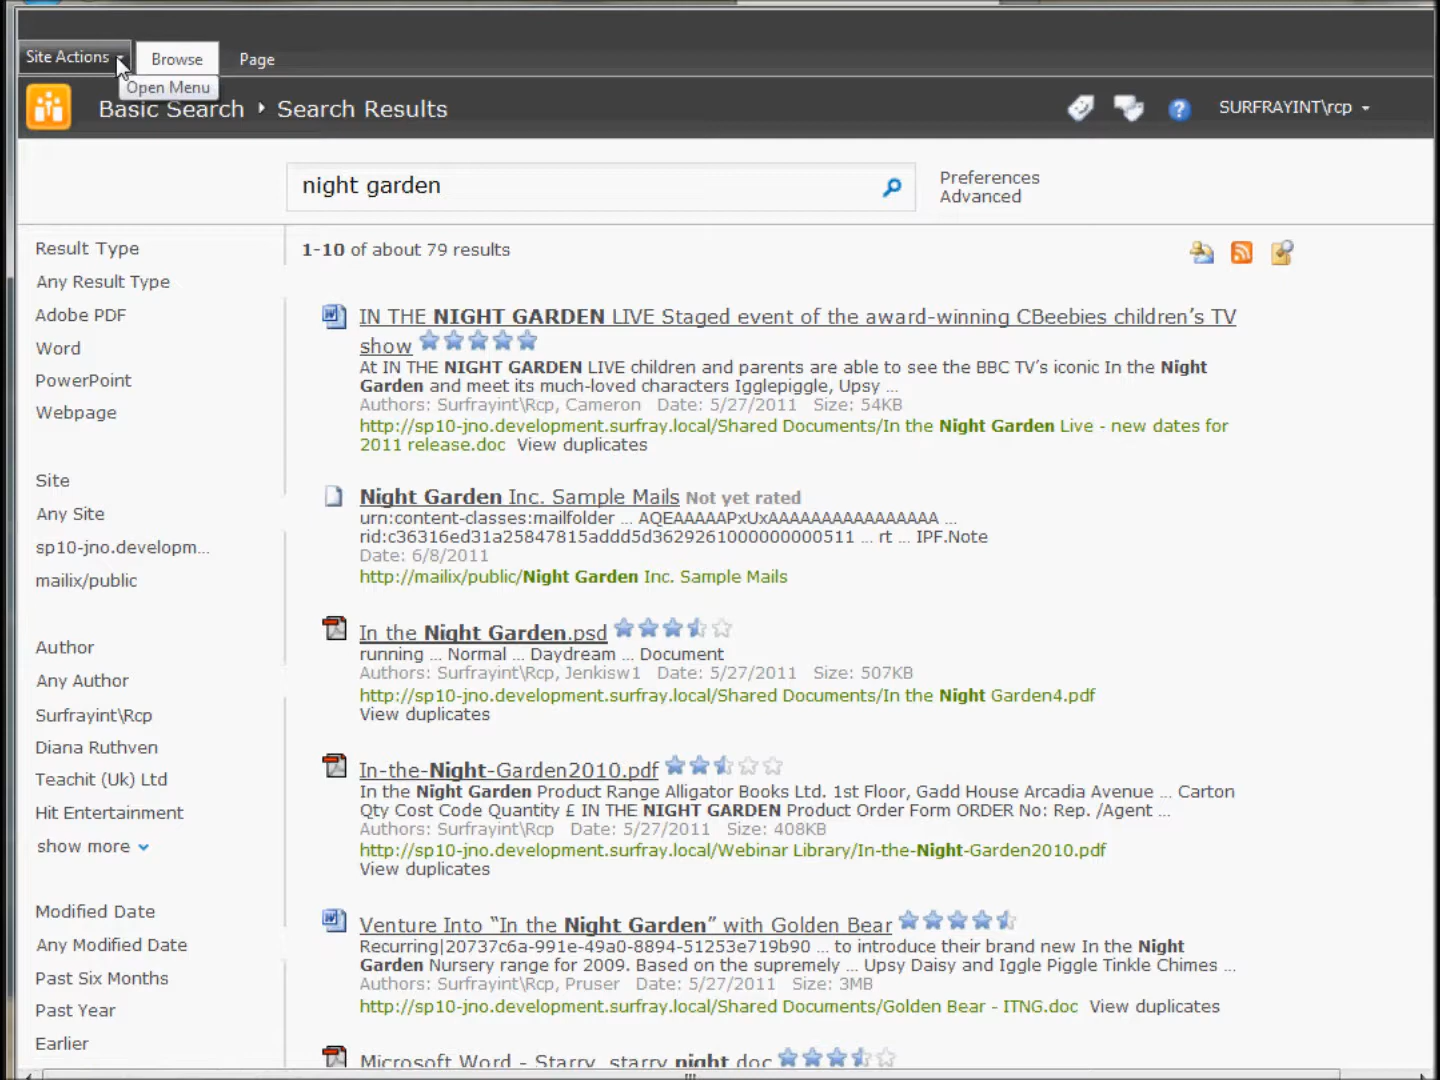 Site Actions
Browse
Page
Open Menu
Basic Search
Search Results
SURFRAYINT\rcp
night garden
Preferences
Advanced
Result Type
Any Result Type
Adobe PDF
Word
PowerPoint
Webpage
Site
Any Site
sp10-jno.developm...
mailix/public
Author
Any Author
Surfrayint\Rcp
Diana Ruthven
Teachit (Uk) Ltd
Hit Entertainment
show more
Modified Date
Any Modified Date
Past Six Months
Past Year
Earlier
1-10 of about 79 results
IN THE NIGHT GARDEN LIVE Staged event of the award-winning CBeebies children's TV
show
At IN THE NIGHT GARDEN LIVE children and parents are able to see the BBC TV's iconic In the Night
Garden and meet its much-loved characters Igglepiggle, Upsy ...
Authors: Surfrayint\Rcp, Cameron Date: 5/27/2011 Size: 54KB
http://sp10-jno.development.surfray.local/Shared Documents/In the Night Garden Live - new dates for
2011 release.doc View duplicates
Night Garden Inc. Sample Mails Not yet rated
urn:content-classes:mailfolder ... AQEAAAAAPxUxAAAAAAAAAAAAAAAAA ...
rid:c36316ed31a25847815addd5d3629261000000000511 ... rt ... IPF.Note
Date: 6/8/2011
http://mailix/public/Night Garden Inc. Sample Mails
In the Night Garden.psd
running ... Normal ... Daydream ... Document
Authors: Surfrayint\Rcp, Jenkisw1 Date: 5/27/2011 Size: 507KB
http://sp10-jno.development.surfray.local/Shared Documents/In the Night Garden4.pdf
View duplicates
In-the-Night-Garden2010.pdf
In the Night Garden Product Range Alligator Books Ltd. 1st Floor, Gadd House Arcadia Avenue ... Carton
Qty Cost Code Quantity £ IN THE NIGHT GARDEN Product Order Form ORDER No: Rep. /Agent ...
Authors: Surfrayint\Rcp Date: 5/27/2011 Size: 408KB
http://sp10-jno.development.surfray.local/Webinar Library/In-the-Night-Garden2010.pdf
View duplicates
Venture Into “In the Night Garden” with Golden Bear
Recurring|20737c6a-991e-49a0-8894-51253e719b90 ... to introduce their brand new In the Night
Garden Nursery range for 2009. Based on the supremely ... Upsy Daisy and Iggle Piggle Tinkle Chimes ...
Authors: Surfrayint\Rcp, Pruser Date: 5/27/2011 Size: 3MB
http://sp10-jno.development.surfray.local/Shared Documents/Golden Bear - ITNG.doc View duplicates
Microsoft Word - Starry, starry night.doc